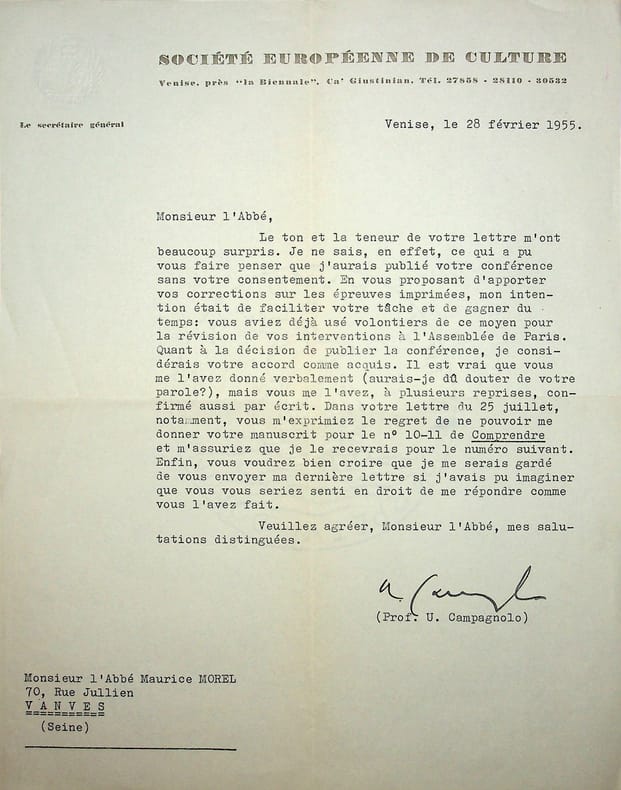 SOCIÉTÉ EUROPÉENNE DE CULTURE
Venise, près "la Biennale", Ca' Giustinian, Tél. 27858 - 28110 - 30532
Le secrétaire général
Venise, le 28 février 1955.
Monsieur l'Abbé,
Le ton et la teneur de votre lettre m'ont
beaucoup surpris. Je ne sais, en effet, ce qui a pu
vous faire penser que j'aurais publié votre conférence
sans votre consentement. En vous proposant d'apporter
vos corrections sur les épreuves imprimées, mon inten-
tion était de faciliter votre tâche et de gagner du
temps: vous aviez déjà usé volontiers de ce moyen pour
la révision de vos interventions à l'Assemblée de Paris.
Quant à la décision de publier la conférence, je consi-
dérais votre accord comme acquis. Il est vrai que vous
me l'avez donné verbalement (aurais-je dû douter de votre
parole?), mais vous me l'avez, à plusieurs reprises, con-
firmé aussi par écrit. Dans votre lettre du 25 juillet,
notamment, vous m'exprimiez le regret de ne pouvoir me
donner votre manuscrit pour le n° 10-11 de Comprendre
et m'assuriez que je le recevrais pour le numéro suivant.
Enfin, vous voudrez bien croire que je me serais gardé
de vous envoyer ma dernière lettre si j'avais pu imaginer
que vous vous seriez senti en droit de me répondre comme
vous l'avez fait.
Veuillez agréer, Monsieur l'Abbé, mes salu-
tations distinguées.
(Prof. U. Campagnolo)
Monsieur l'Abbé Maurice MOREL
70, Rue Jullien
V A N V E S
(Seine)